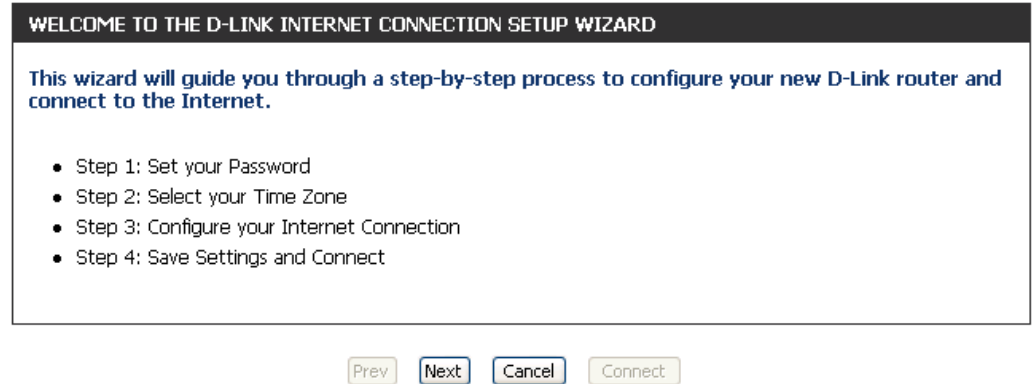 WELCOME TO THE D-LINK INTERNET CONNECTION SETUP WIZARD
This wizard will guide you through a step-by-step process to configure your new D-Link router and
connect to the Internet.
• Step 1: Set your Password
• Step 2: Select your Time Zone
• Step 3: Configure your Internet Connection
• Step 4: Save Settings and Connect
Prev Next Cancel Connect